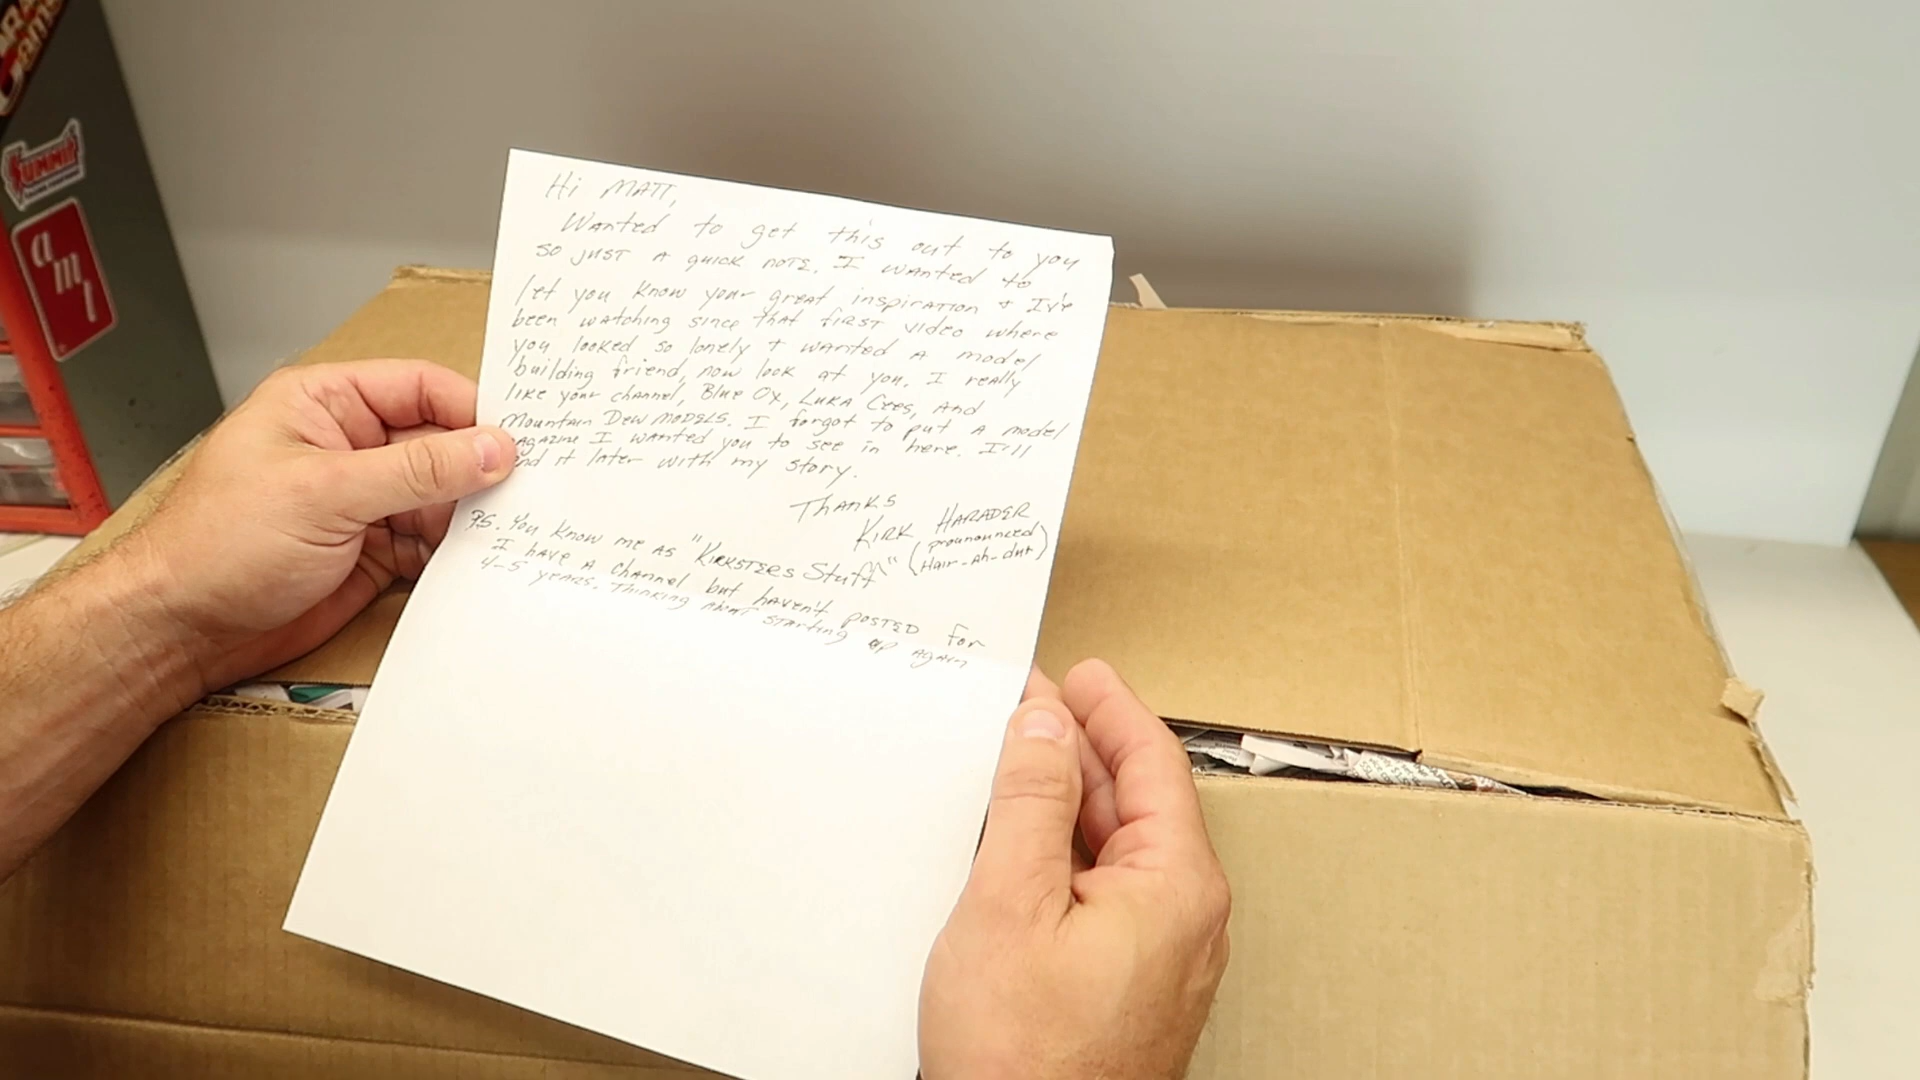 SUMMIT
amt
Hi MATT,
Wanted to get this out to you
so just a quick note. I wanted to
let you know your great inspiration & I've
been watching since that first video where
you looked so lonely & wanted a model
building friend, now look at you. I really
like your channel, Blue Ox, Luka Cees, and
Mountain Dew Models. I forgot to put a model
agazine I wanted you to see in here. I'll
end it later with my story.
Thanks
Kirk Harader
(prounounced
Hair-ah-dur)
P.S. You know me as "Kirksters Stuff"
I have a channel but haven't posted for
4-5 years. Thinking about starting up again